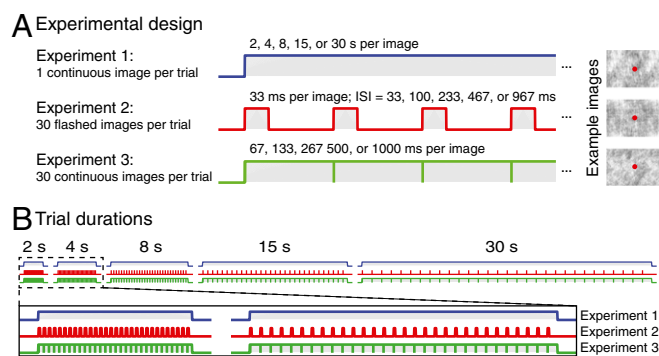 A Experimental design
Experiment 1:
1 continuous image per trial
2, 4, 8, 15, or 30 s per image
...
Experiment 2:
30 flashed images per trial
33 ms per image; ISI = 33, 100, 233, 467, or 967 ms
...
Experiment 3:
30 continuous images per trial
67, 133, 267 500, or 1000 ms per image
...
Example images
B Trial durations
2 s 4 s 8 s 15 s 30 s
Experiment 1
Experiment 2
Experiment 3